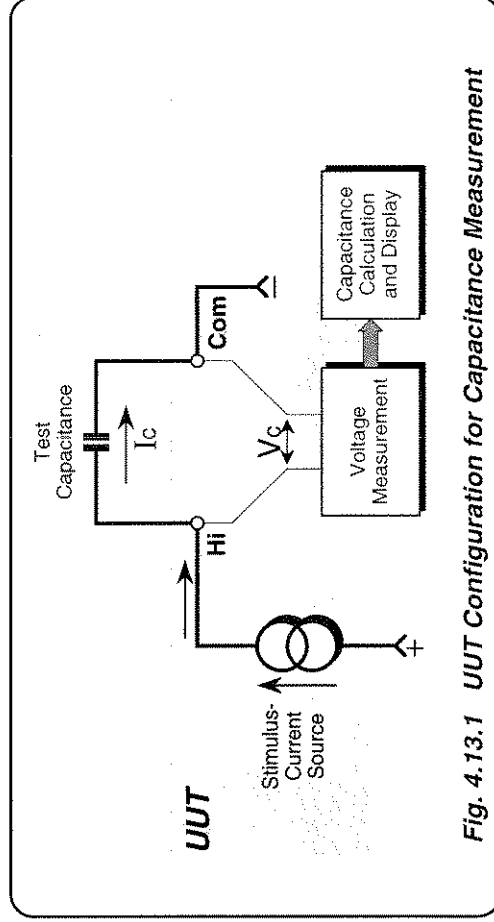 UUT
Test
Capacitance
Ic
Hi
Com
Vc
Stimulus-
Current
Source
+
−
Voltage
Measurement
Capacitance
Calculation
and Display
Fig. 4.13.1 UUT Configuration for Capacitance Measurement